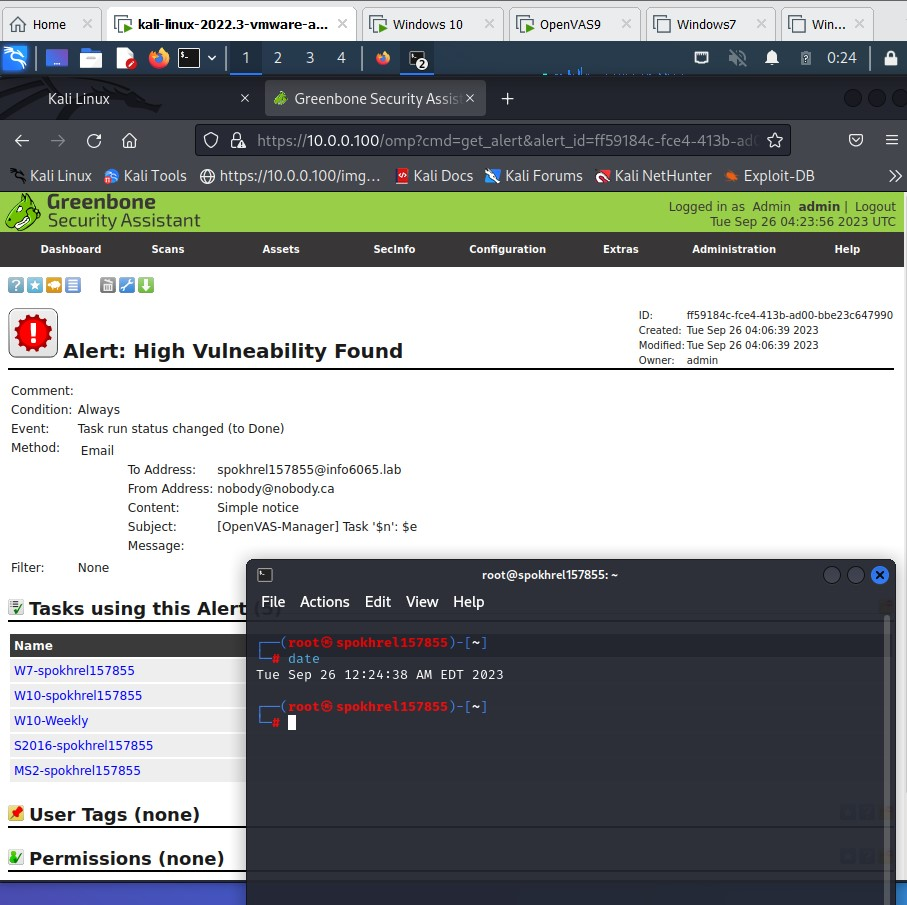 Home
kali-linux-2022.3-vmware-a...
Windows 10
OpenVAS9
Windows7
Win...
1 2 3 4
2
0:24
Kali Linux
Greenbone Security Assist
https://10.0.0.100/omp?cmd=get_alert&alert_id=ff59184c-fce4-413b-ad0
Kali Linux
Kali Tools
https://10.0.0.100/img...
Kali Docs
Kali Forums
Kali NetHunter
Exploit-DB
Greenbone
Security Assistant
Logged in as Admin admin | Logout
Tue Sep 26 04:23:56 2023 UTC
Dashboard Scans Assets SecInfo Configuration Extras Administration Help
Alert: High Vulneability Found
ID: ff59184c-fce4-413b-ad00-bbe23c647990
Created: Tue Sep 26 04:06:39 2023
Modified: Tue Sep 26 04:06:39 2023
Owner: admin
Comment:
Condition: Always
Event: Task run status changed (to Done)
Method: Email
To Address: spokhrel157855@info6065.lab
From Address: nobody@nobody.ca
Content: Simple notice
Subject: [OpenVAS-Manager] Task '$n': $e
Message:
Filter: None
Tasks using this Alert (5)
Name
W7-spokhrel157855
W10-spokhrel157855
W10-Weekly
S2016-spokhrel157855
MS2-spokhrel157855
User Tags (none)
Permissions (none)
root@spokhrel157855: ~
File Actions Edit View Help
┌──(root㉿spokhrel157855)-[~]
└─# date
Tue Sep 26 12:24:38 AM EDT 2023
┌──(root㉿spokhrel157855)-[~]
└─#